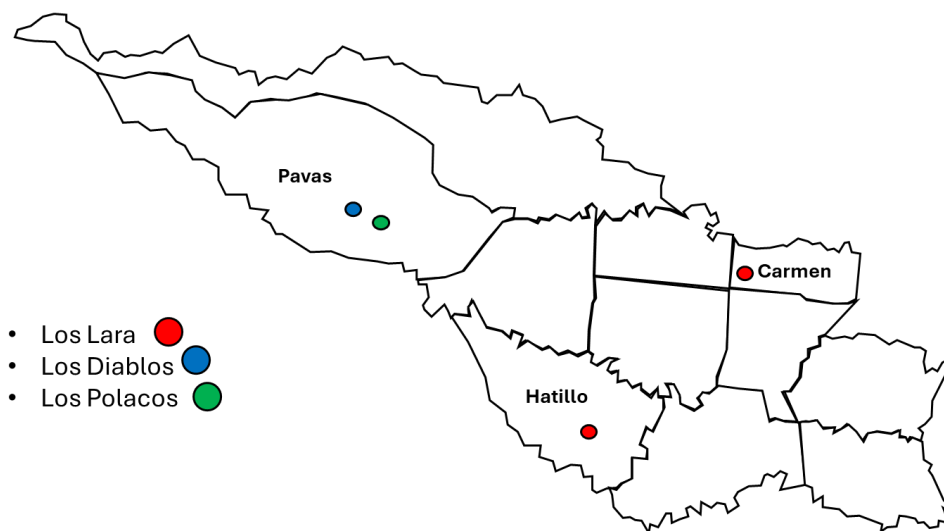 Pavas
Carmen
• Los Lara
• Los Diablos
• Los Polacos
Hatillo